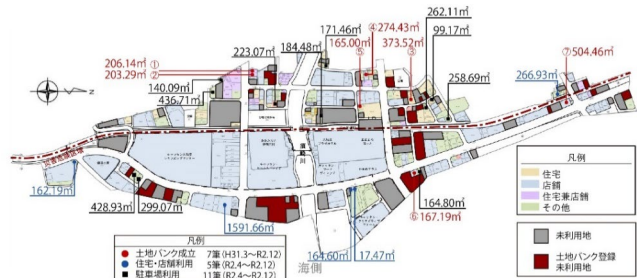 262.11㎡
171.46㎡
④274.43㎡
99.17㎡
206.14㎡ ①
203.29㎡ ②
223.07㎡
184.48㎡
165.00㎡
⑤
373.52㎡
③
⑦504.46㎡
140.09㎡
436.71㎡
258.69㎡
266.93㎡
162.19㎡
428.93㎡
299.07㎡
1591.66㎡
164.60㎡
17.47㎡
164.80㎡
⑥
167.19㎡
海側
凡例
住宅
店舗
住宅兼店舗
その他
未利用地
土地バンク登録
未利用地
凡例
土地バンク成立 7筆(H31.3~R2.12)
住宅・店舗利用 5筆(R2.4~R2.12)
駐車場利用 11筆(R2.4~R2.12)